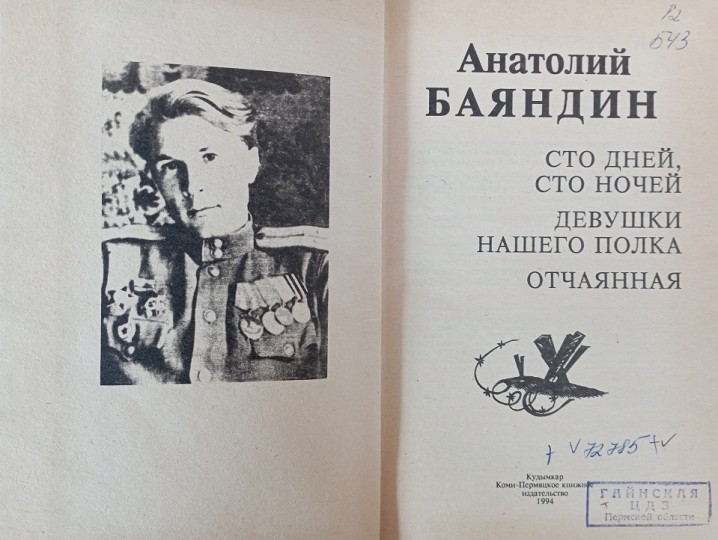 Р2
б43
Анатолий
БАЯНДИН
СТО ДНЕЙ,
СТО НОЧЕЙ
ДЕВУШКИ
НАШЕГО ПОЛКА
ОТЧАЯННАЯ
72785
Кудымкар
Коми-Пермяцкое книжное
издательство
1994
ГАЙНСКАЯ
Пермской области